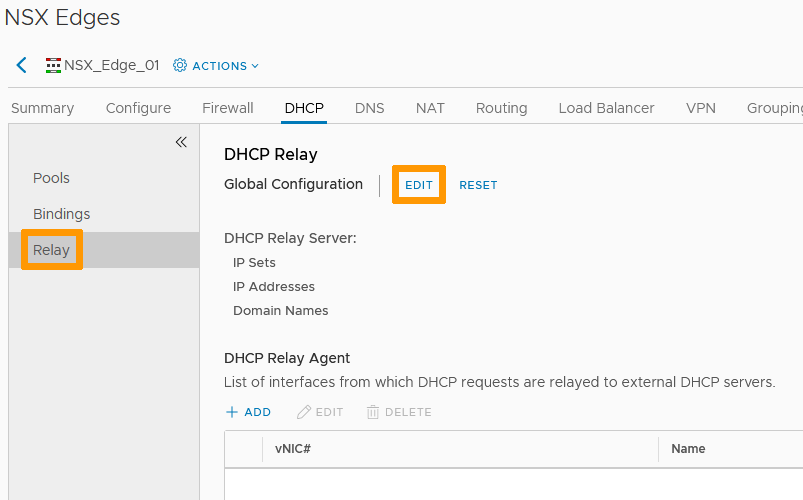 NSX Edges
NSX_Edge_01 ACTIONS
Summary Configure Firewall DHCP DNS NAT Routing Load Balancer VPN Grouping
DHCP Relay
Global Configuration EDIT RESET
Pools
Bindings
Relay
DHCP Relay Server:
IP Sets
IP Addresses
Domain Names
DHCP Relay Agent
List of interfaces from which DHCP requests are relayed to external DHCP servers.
+ ADD EDIT DELETE
vNIC# Name